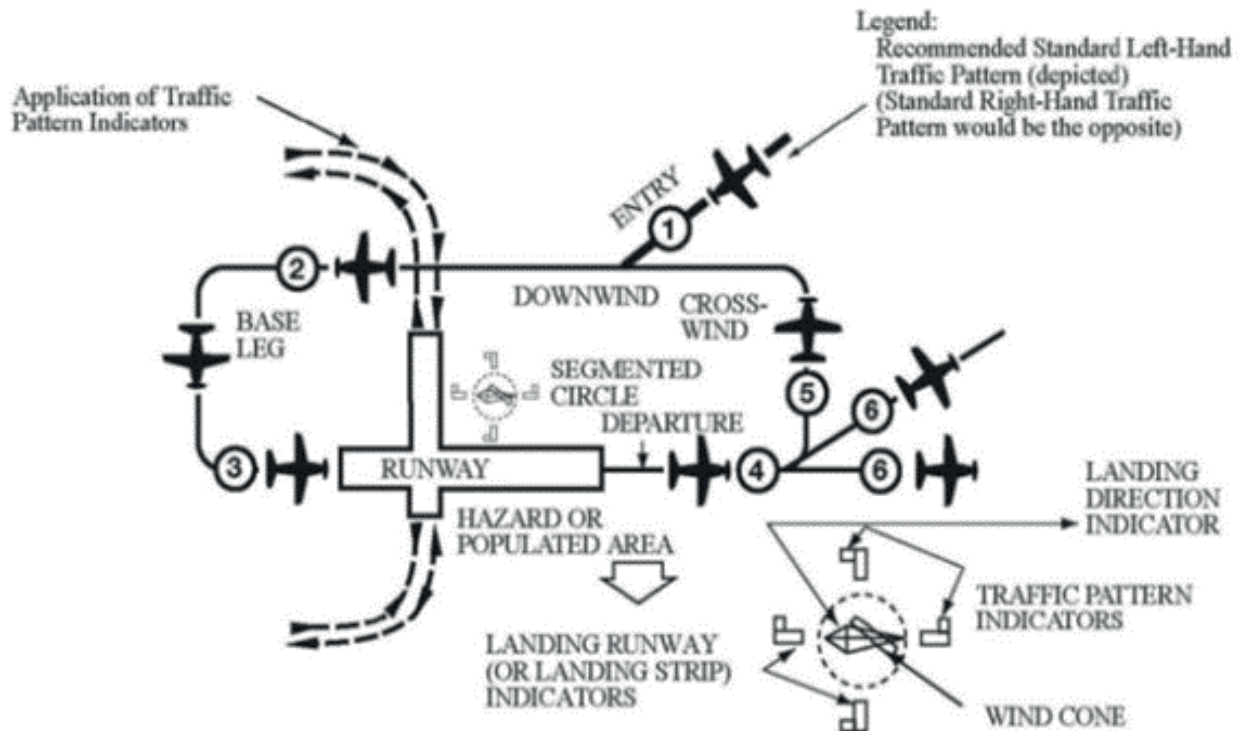 Legend:
Recommended Standard Left-Hand
Traffic Pattern (depicted)
(Standard Right-Hand Traffic
Pattern would be the opposite)
Application of Traffic
Pattern Indicators
ENTRY
1
2
DOWNWIND
CROSS-
WIND
BASE
LEG
SEGMENTED
CIRCLE
DEPARTURE
5
6
3
RUNWAY
4
6
LANDING
DIRECTION
INDICATOR
HAZARD OR
POPULATED AREA
TRAFFIC PATTERN
INDICATORS
LANDING RUNWAY
(OR LANDING STRIP)
INDICATORS
WIND CONE